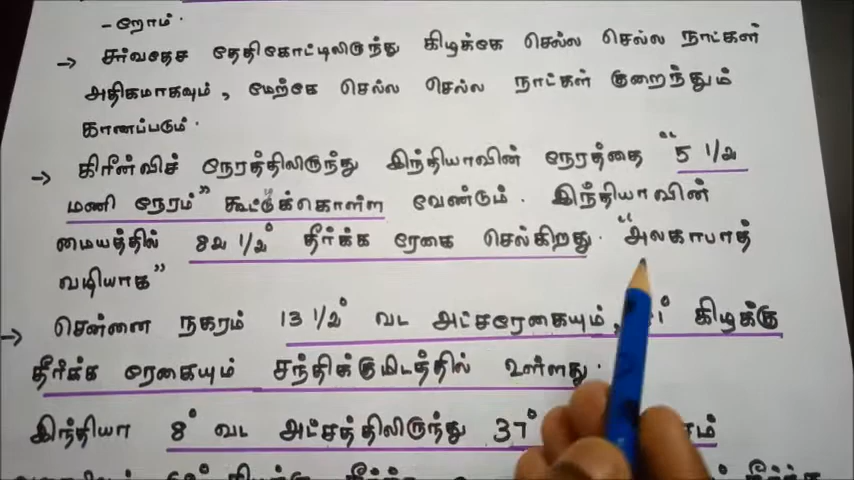 -றோம்.
→ சர்வதேச தேதிகோட்டிலிருந்து கிழக்கே செல்ல செல்ல நாட்கள்
அதிகமாகவும், மேற்கே செல்ல செல்ல நாட்கள் குறைந்தும்
காணப்படும்.
→ கிரீன்விச் நேரத்திலிருந்து இந்தியாவின் நேரத்தை "5 1/2
மணி நேரம்" கூட்டுக்கொள்ள வேண்டும். இந்தியாவின்
மையத்தில் 82 1/2° தீர்க்க ரேகை செல்கிறது. "அலகாபாத்
வழியாக"
→ சென்னை நகரம் 13 1/2° வட அட்சரேகையும், கிழக்கு
தீர்க்க ரேகையும் சந்திக்குமிடத்தில் உள்ளது.
இந்தியா 8° வட அட்சத்திலிருந்து 37°